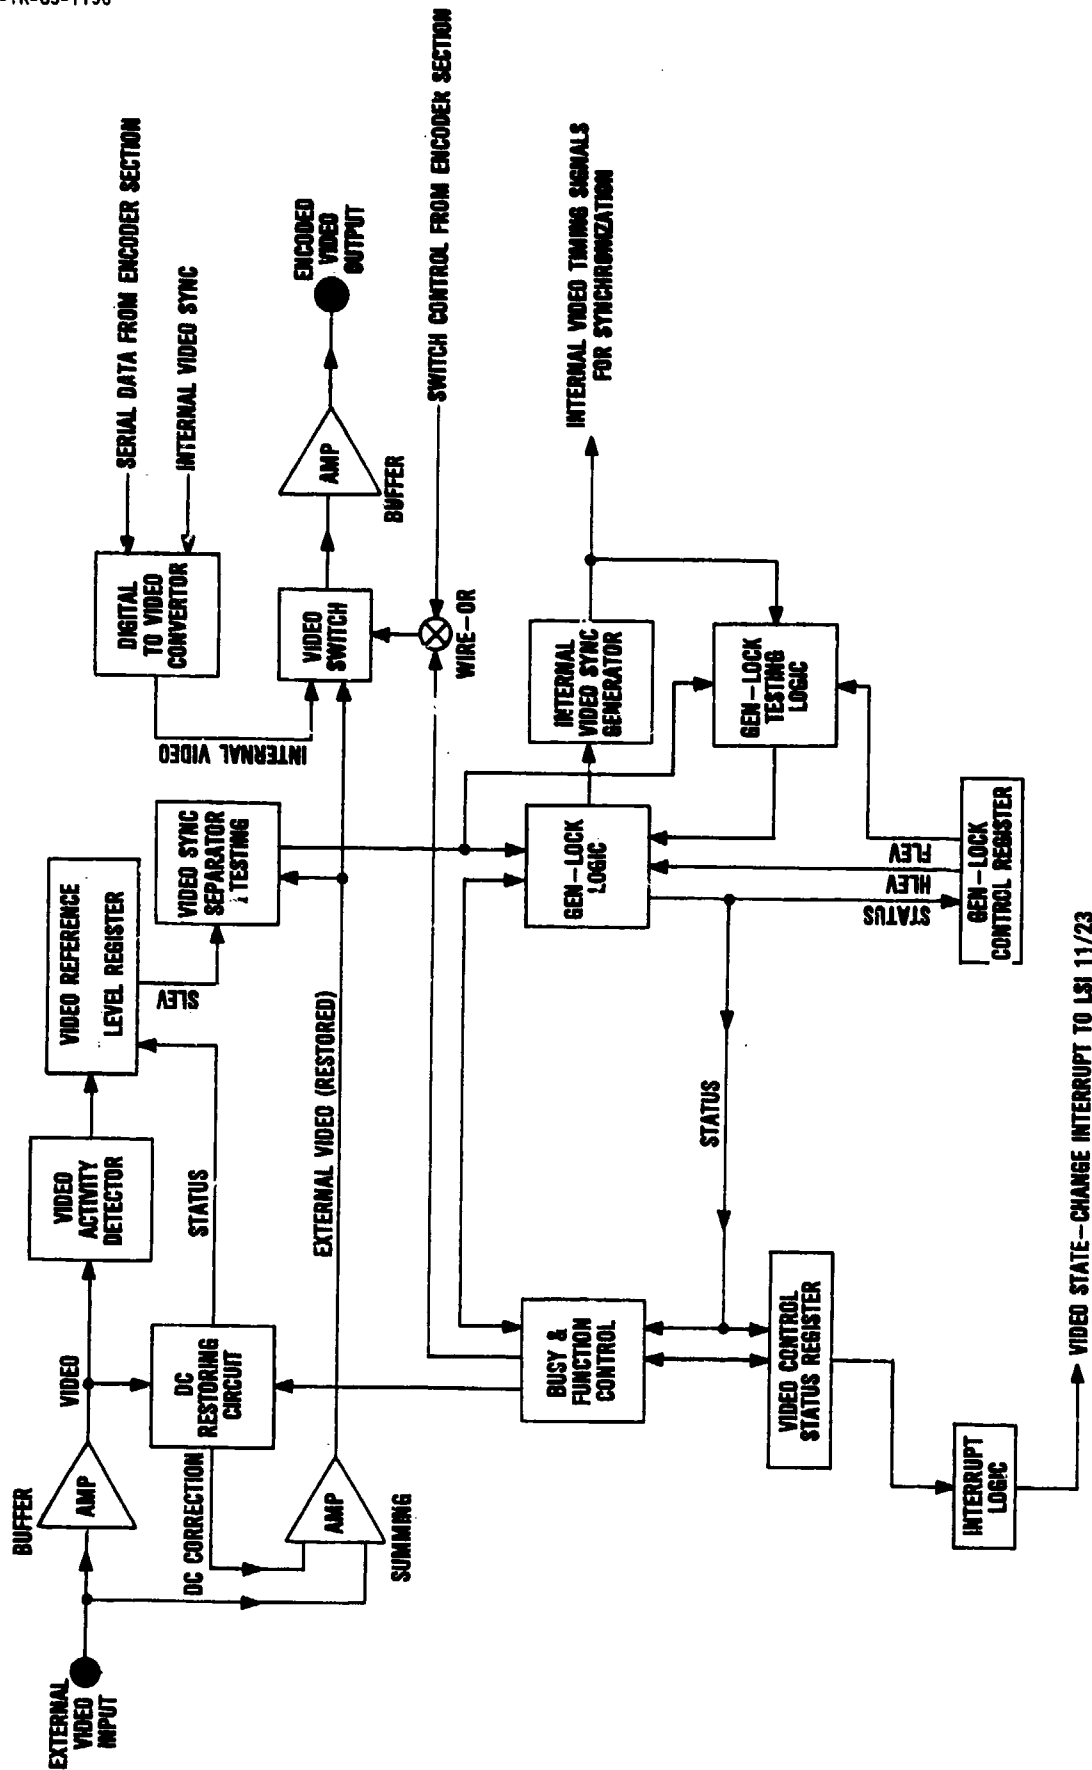 EXTERNAL
VIDEO
INPUT
BUFFER
AMP
VIDEO
VIDEO
ACTIVITY
DETECTOR
VIDEO REFERENCE
LEVEL REGISTER
DC
RESTORING
CIRCUIT
STATUS
SLEV
DC CORRECTION
AMP
SUMMING
EXTERNAL VIDEO (RESTORED)
VIDEO SYNC
SEPARATOR
TESTING
INTERNAL VIDEO
DIGITAL
TO VIDEO
CONVERTOR
SERIAL DATA FROM ENCODER SECTION
INTERNAL VIDEO SYNC
VIDEO
SWITCH
AMP
BUFFER
ENCODED
VIDEO
OUTPUT
WIRE-OR
SWITCH CONTROL FROM ENCODER SECTION
BUSY &
FUNCTION
CONTROL
GEN-LOCK
LOGIC
INTERNAL
VIDEO SYNC
GENERATOR
INTERNAL VIDEO TIMING SIGNALS
FOR SYNCHRONIZATION
GEN-LOCK
TESTING
LOGIC
STATUS
STATUS
HLEV
FLEV
GEN-LOCK
CONTROL REGISTER
VIDEO CONTROL
STATUS REGISTER
INTERRUPT
LOGIC
VIDEO STATE-CHANGE INTERRUPT TO LSI 11/23